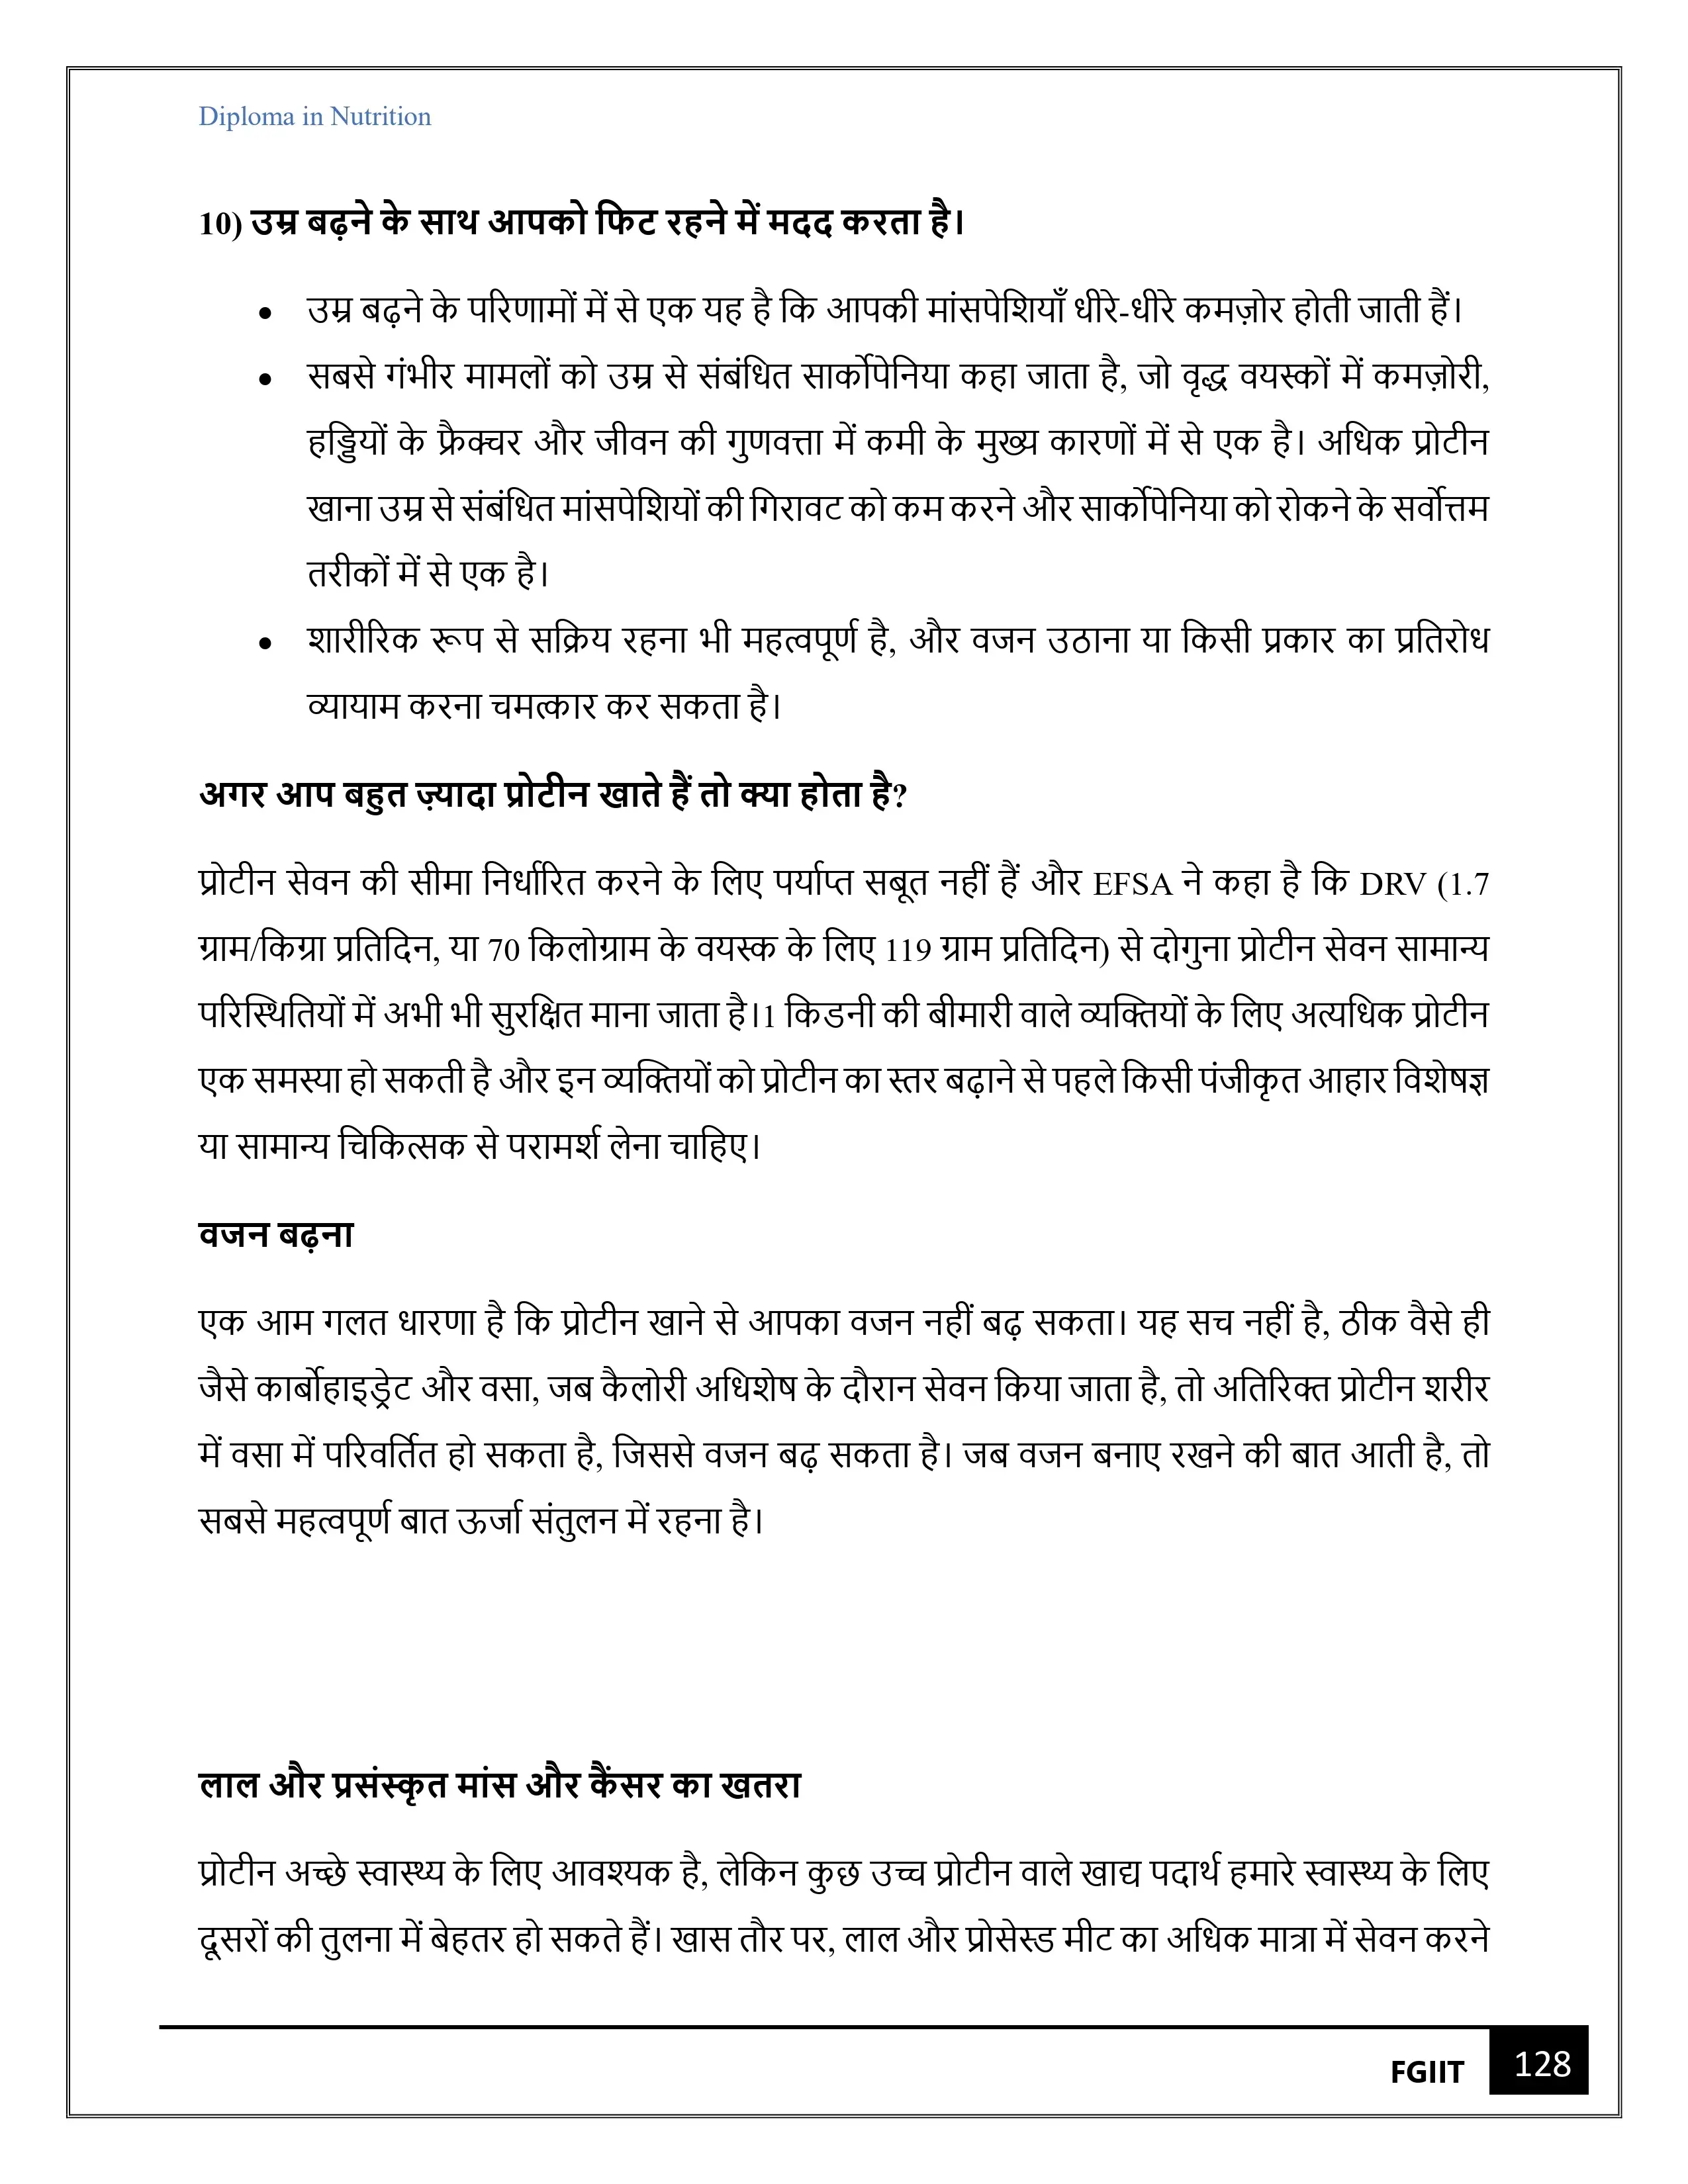 Diploma in Nutrition
10) उम्र बढ़ने के साथ आपको फिट रहने में मदद करता है।
• उम्र बढ़ने के परिणामों में से एक यह है कि आपकी मांसपेशियाँ धीरे-धीरे कमज़ोर होती जाती हैं।
• सबसे गंभीर मामलों को उम्र से संबंधित सार्कोपेनिया कहा जाता है, जो वृद्ध वयस्कों में कमज़ोरी,
हड्डियों के फ्रैक्चर और जीवन की गुणवत्ता में कमी के मुख्य कारणों में से एक है। अधिक प्रोटीन
खाना उम्र से संबंधित मांसपेशियों की गिरावट को कम करने और सार्कोपेनिया को रोकने के सर्वोत्तम
तरीकों में से एक है।
• शारीरिक रूप से सक्रिय रहना भी महत्वपूर्ण है, और वजन उठाना या किसी प्रकार का प्रतिरोध
व्यायाम करना चमत्कार कर सकता है।
अगर आप बहुत ज़्यादा प्रोटीन खाते हैं तो क्या होता है?
प्रोटीन सेवन की सीमा निर्धारित करने के लिए पर्याप्त सबूत नहीं हैं और EFSA ने कहा है कि DRV (1.7
ग्राम/किग्रा प्रतिदिन, या 70 किलोग्राम के वयस्क के लिए 119 ग्राम प्रतिदिन) से दोगुना प्रोटीन सेवन सामान्य
परिस्थितियों में अभी भी सुरक्षित माना जाता है।1 किडनी की बीमारी वाले व्यक्तियों के लिए अत्यधिक प्रोटीन
एक समस्या हो सकती है और इन व्यक्तियों को प्रोटीन का स्तर बढ़ाने से पहले किसी पंजीकृत आहार विशेषज्ञ
या सामान्य चिकित्सक से परामर्श लेना चाहिए।
वजन बढ़ना
एक आम गलत धारणा है कि प्रोटीन खाने से आपका वजन नहीं बढ़ सकता। यह सच नहीं है, ठीक वैसे ही
जैसे कार्बोहाइड्रेट और वसा, जब कैलोरी अधिशेष के दौरान सेवन किया जाता है, तो अतिरिक्त प्रोटीन शरीर
में वसा में परिवर्तित हो सकता है, जिससे वजन बढ़ सकता है। जब वजन बनाए रखने की बात आती है, तो
सबसे महत्वपूर्ण बात ऊर्जा संतुलन में रहना है।
लाल और प्रसंस्कृत मांस और कैंसर का खतरा
प्रोटीन अच्छे स्वास्थ्य के लिए आवश्यक है, लेकिन कुछ उच्च प्रोटीन वाले खाद्य पदार्थ हमारे स्वास्थ्य के लिए
दूसरों की तुलना में बेहतर हो सकते हैं। खास तौर पर, लाल और प्रोसेस्ड मीट का अधिक मात्रा में सेवन करने
FGIIT 128